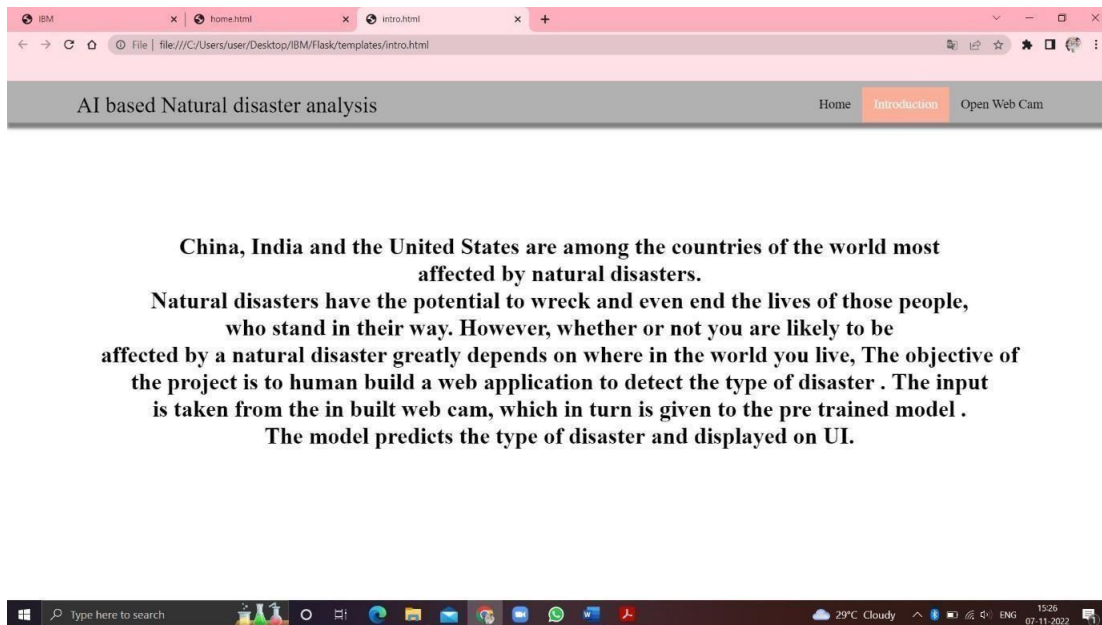 IBM
home.html
intro.html
File | file:///C:/Users/user/Desktop/IBM/Flask/templates/intro.html
AI based Natural disaster analysis
Home
Introduction
Open Web Cam
China, India and the United States are among the countries of the world most
affected by natural disasters.
Natural disasters have the potential to wreck and even end the lives of those people,
who stand in their way. However, whether or not you are likely to be
affected by a natural disaster greatly depends on where in the world you live, The objective of
the project is to human build a web application to detect the type of disaster . The input
is taken from the in built web cam, which in turn is given to the pre trained model .
The model predicts the type of disaster and displayed on UI.
Type here to search
29°C Cloudy
ENG
15:26
07-11-2022